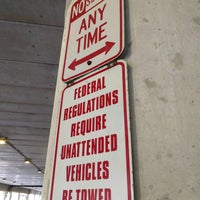 NO
ANY
TIME
FEDERAL
REGULATIONS
REQUIRE
UNATTENDED
VEHICLES
BE TOWED